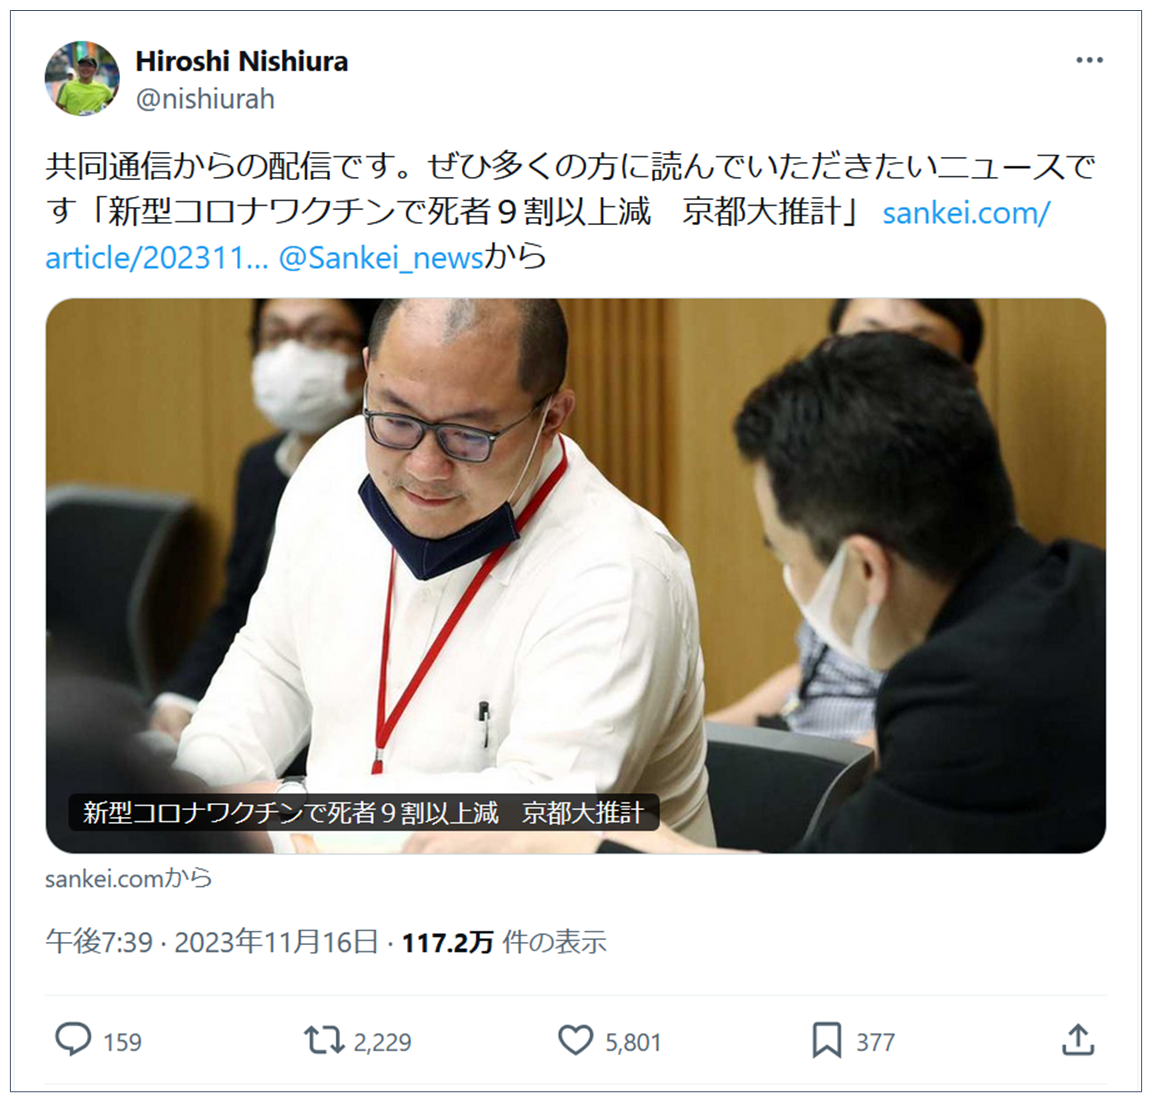 Hiroshi Nishiura
@nishiurah
共同通信からの配信です。ぜひ多くの方に読んでいただきたいニュースで
す「新型コロナワクチンで死者９割以上減　京都大推計」 sankei.com/
article/202311… @Sankei_newsから
新型コロナワクチンで死者９割以上減　京都大推計
sankei.comから
午後7:39 · 2023年11月16日 · 117.2万 件の表示
159 2,229 5,801 377